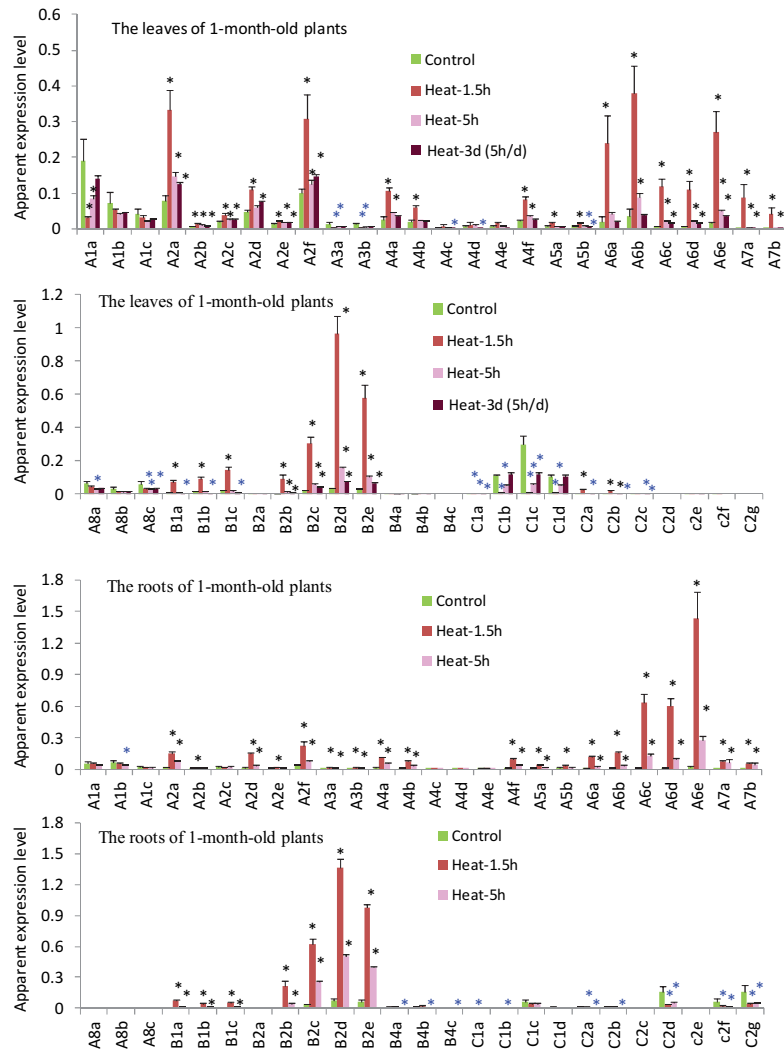 The leaves of 1-month-old plants
Control
Heat-1.5h
Heat-5h
Heat-3d (5h/d)
Apparent expression level
0.6
0.5
0.4
0.3
0.2
0.1
0
A1a A1b A1c A2a A2b A2c A2d A2e A2f A3a A3b A4a A4b A4c A4d A4e A4f A5a A5b A6a A6b A6c A6d A6e A7a A7b
The leaves of 1-month-old plants
Control
Heat-1.5h
Heat-5h
Heat-3d (5h/d)
Apparent expression level
1.2
1
0.8
0.6
0.4
0.2
0
A8a A8b A8c B1a B1b B1c B2a B2b B2c B2d B2e B4a B4b B4c C1a C1b C1c C1d C2a C2b C2c C2d c2e c2f C2g
The roots of 1-month-old plants
Control
Heat-1.5h
Heat-5h
Apparent expression level
1.8
1.5
1.2
0.9
0.6
0.3
0
A1a A1b A1c A2a A2b A2c A2d A2e A2f A3a A3b A4a A4b A4c A4d A4e A4f A5a A5b A6a A6b A6c A6d A6e A7a A7b
The roots of 1-month-old plants
Control
Heat-1.5h
Heat-5h
Apparent expression level
1.8
1.5
1.2
0.9
0.6
0.3
0
A8a A8b A8c B1a B1b B1c B2a B2b B2c B2d B2e B4a B4b B4c C1a C1b C1c C1d C2a C2b C2c C2d c2e c2f C2g